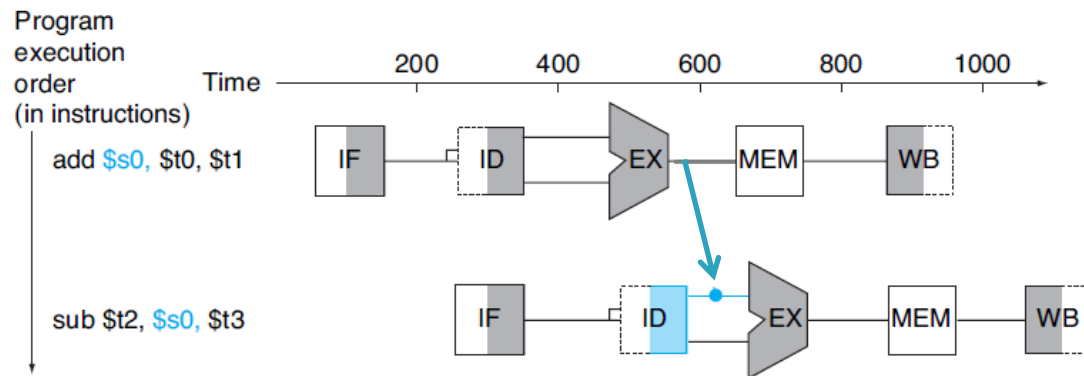 Program
execution
order
(in instructions)
Time
200 400 600 800 1000
add $s0, $t0, $t1
IF ID EX MEM WB
sub $t2, $s0, $t3
IF ID EX MEM WB